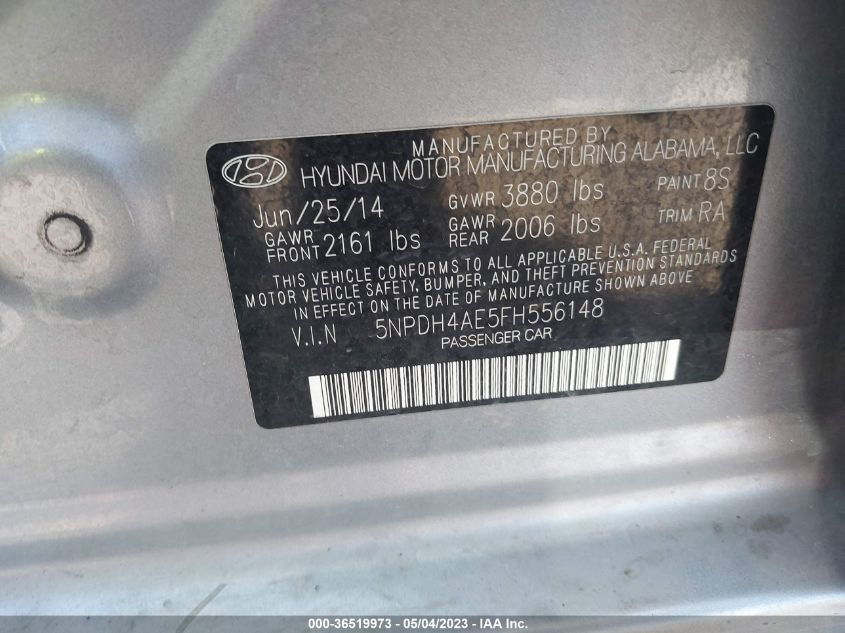 MANUFACTURED BY
HYUNDAI MOTOR MANUFACTURING ALABAMA, LLC
Jun/25/14 GVWR 3880 lbs PAINT 8S
GAWR FRONT 2161 lbs GAWR REAR 2006 lbs TRIM RA
THIS VEHICLE CONFORMS TO ALL APPLICABLE U.S.A. FEDERAL
MOTOR VEHICLE SAFETY, BUMPER, AND THEFT PREVENTION STANDARDS
IN EFFECT ON THE DATE OF MANUFACTURE SHOWN ABOVE.
V.I.N 5NPDH4AE5FH556148
PASSENGER CAR
000-36519973 - 05/04/2023 - IAA Inc.